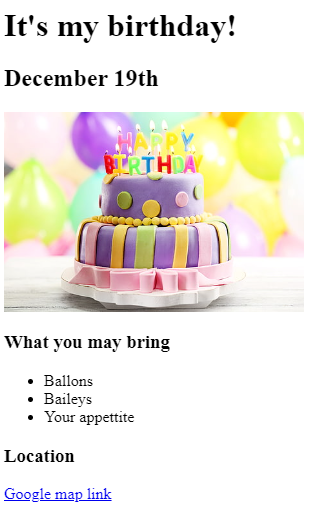 It's my birthday!
December 19th
HAPPY
BIRTHDAY
What you may bring
Ballons
Baileys
Your appettite
Location
Google map link